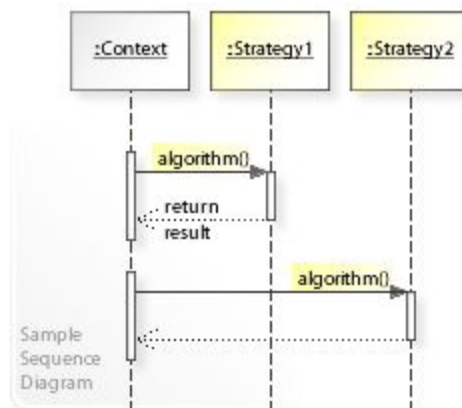 :Context
:Strategy1
:Strategy2
algorithm()
return
result
algorithm()
Sample
Sequence
Diagram